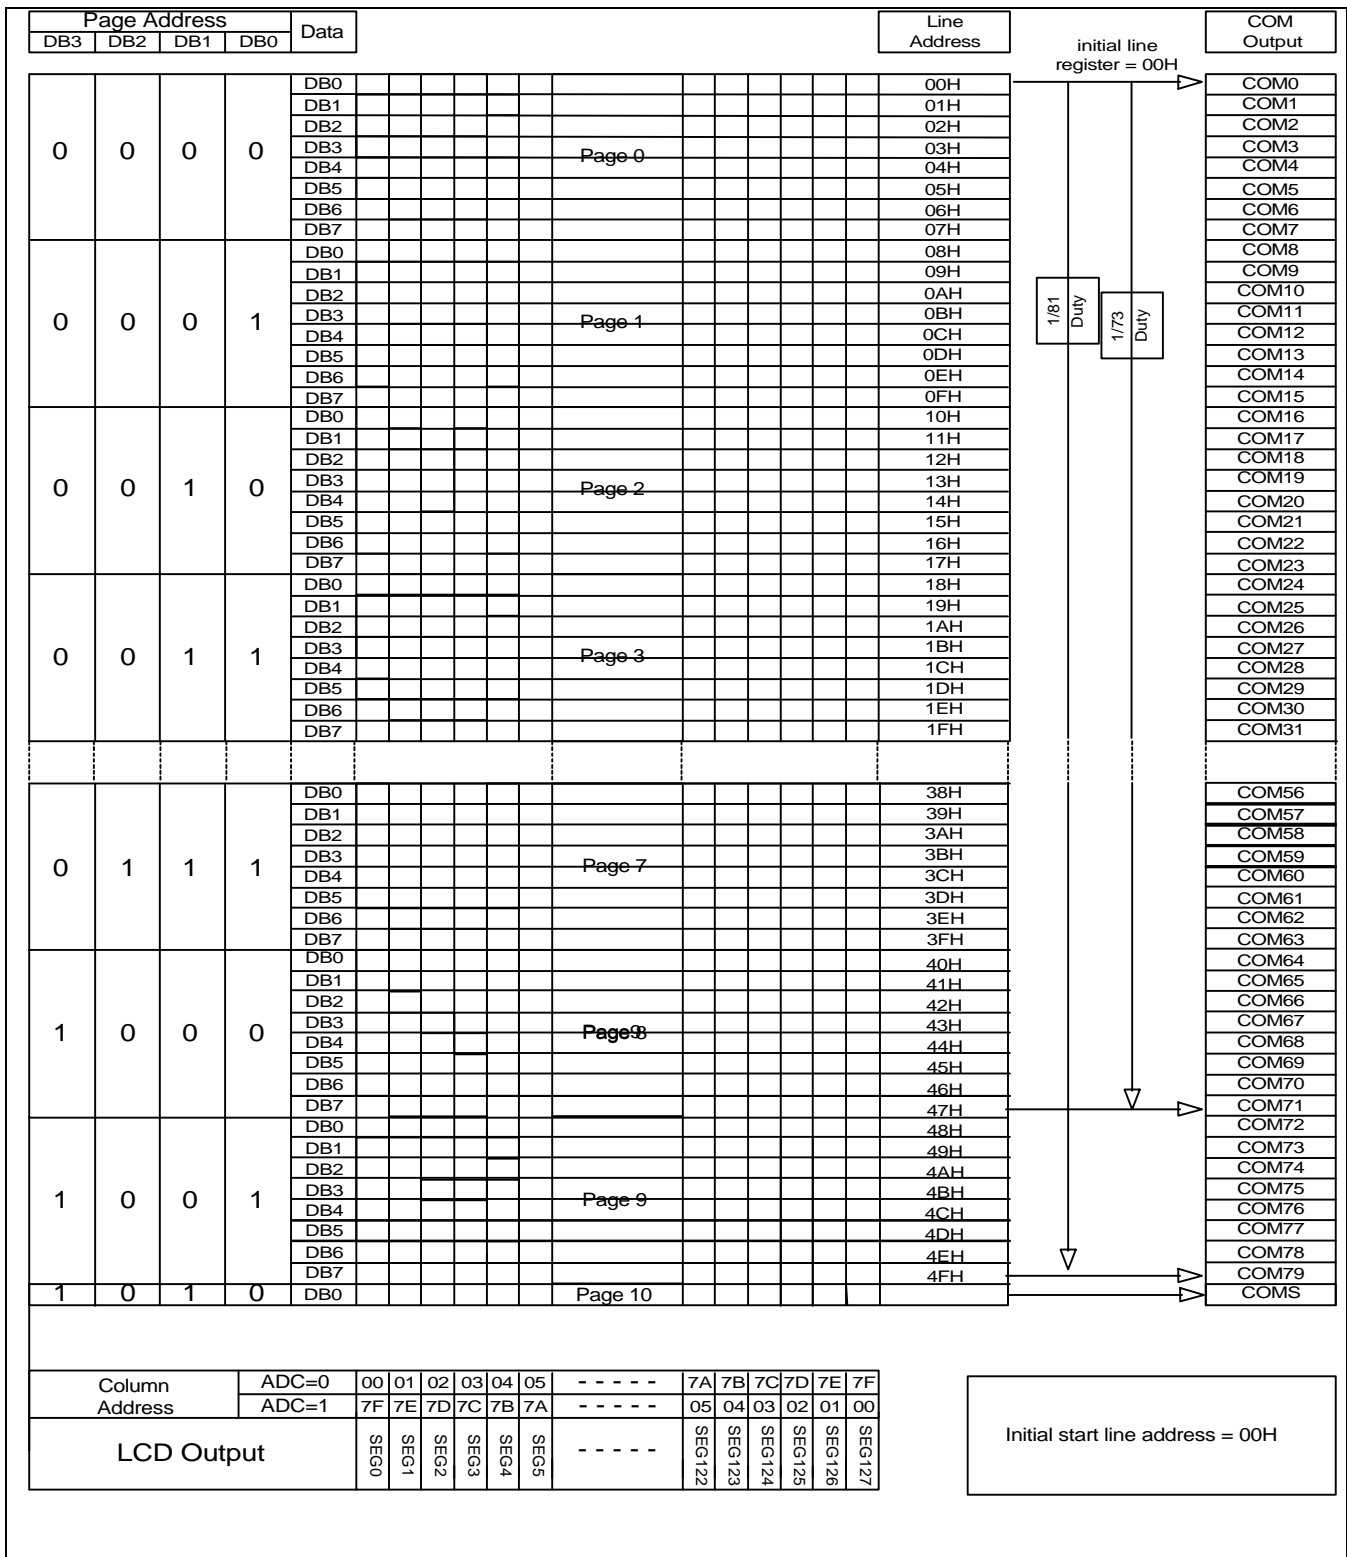 Page Address Data Line Address COM Output
DB3 DB2 DB1 DB0
initial line
register = 00H
DB0 00H COM0
DB1 01H COM1
DB2 02H COM2
0 0 0 0 DB3 Page 0 03H COM3
DB4 04H COM4
DB5 05H COM5
DB6 06H COM6
DB7 07H COM7
DB0 08H COM8
DB1 09H COM9
DB2 0AH COM10
0 0 0 1 DB3 Page 1 0BH 1/81 Duty 1/73 Duty COM11
DB4 0CH COM12
DB5 0DH COM13
DB6 0EH COM14
DB7 0FH COM15
DB0 10H COM16
DB1 11H COM17
DB2 12H COM18
0 0 1 0 DB3 Page 2 13H COM19
DB4 14H COM20
DB5 15H COM21
DB6 16H COM22
DB7 17H COM23
DB0 18H COM24
DB1 19H COM25
DB2 1AH COM26
0 0 1 1 DB3 Page 3 1BH COM27
DB4 1CH COM28
DB5 1DH COM29
DB6 1EH COM30
DB7 1FH COM31
DB0 38H COM56
DB1 39H COM57
DB2 3AH COM58
0 1 1 1 DB3 Page 7 3BH COM59
DB4 3CH COM60
DB5 3DH COM61
DB6 3EH COM62
DB7 3FH COM63
DB0 40H COM64
DB1 41H COM65
DB2 42H COM66
1 0 0 0 DB3 Page 43H COM67
DB4 44H COM68
DB5 45H COM69
DB6 46H COM70
DB7 47H COM71
DB0 48H COM72
DB1 49H COM73
DB2 4AH COM74
1 0 0 1 DB3 Page 9 4BH COM75
DB4 4CH COM76
DB5 4DH COM77
DB6 4EH COM78
DB7 4FH COM79
1 0 1 0 DB0 Page 10 COMS
Column Address ADC=0 00 01 02 03 04 05 - - - - - 7A 7B 7C 7D 7E 7F
ADC=1 7F 7E 7D 7C 7B 7A - - - - - 05 04 03 02 01 00
LCD Output SEG0 SEG1 SEG2 SEG3 SEG4 SEG5 - - - - - SEG122 SEG123 SEG124 SEG125 SEG126 SEG127
Initial start line address = 00H